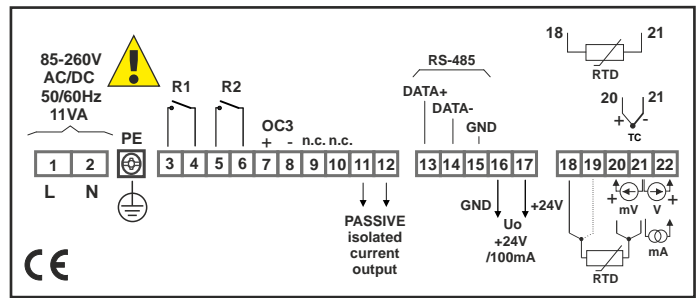 85-260V
AC/DC
50/60Hz
11VA
PE
R1
R2
OC3
+ - n.c. n.c.
RS-485
DATA+
DATA-
GND
18 21
RTD
20 21
+ -
TC
1 2
3 4 5 6 7 8 9 10 11 12
13 14 15 16 17
18 19 20 21 22
L N
PASSIVE
isolated
current
output
GND
+24V
Uo
+24V
/100mA
+ +
mV V
mA
RTD
CE